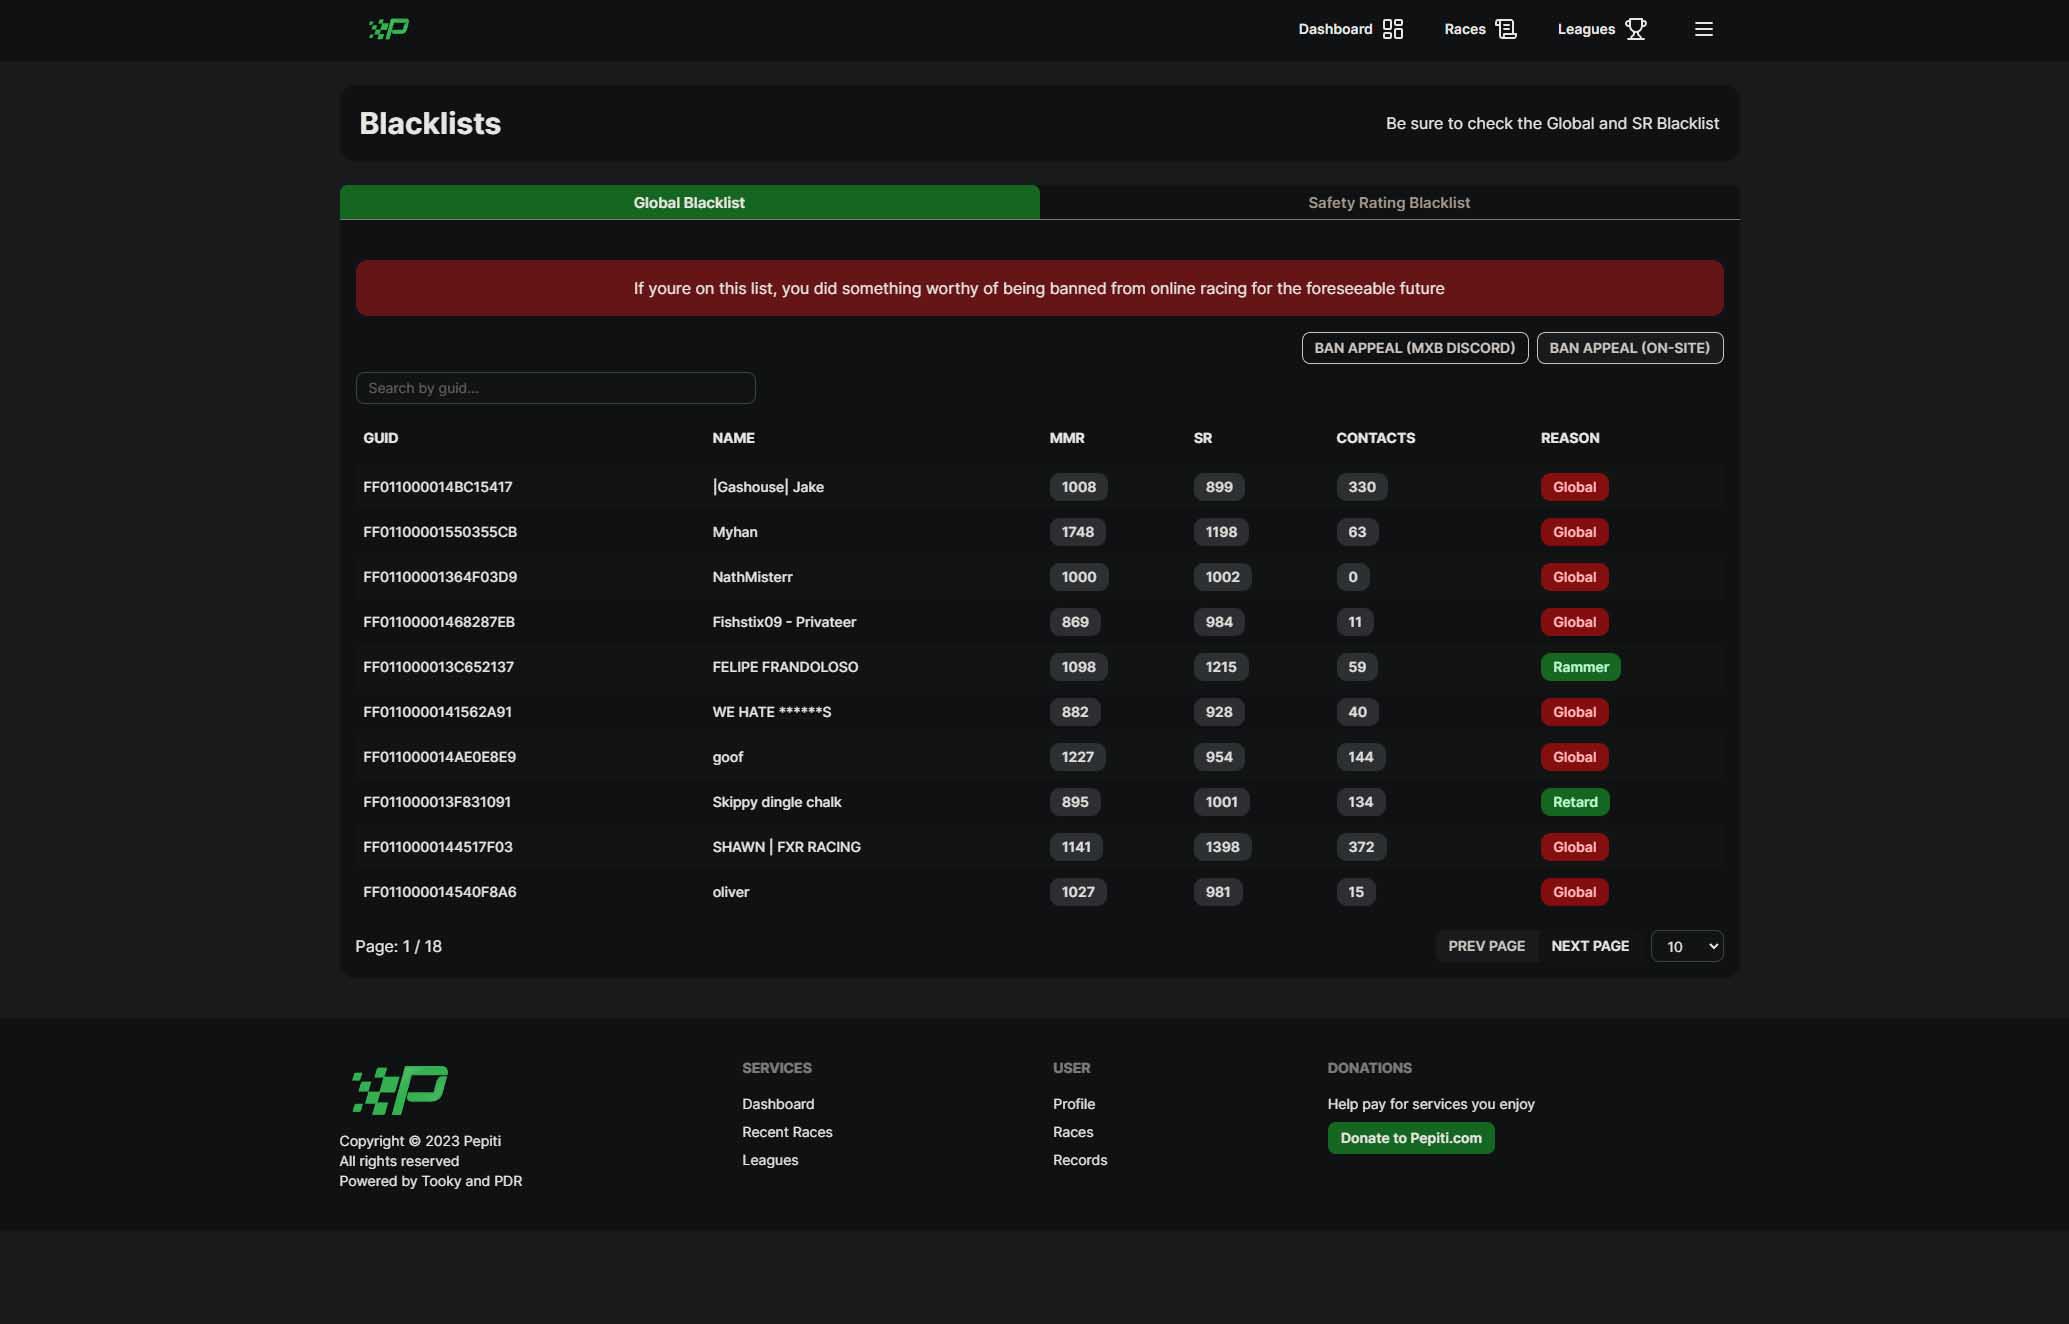 Dashboard Races Leagues
Blacklists
Be sure to check the Global and SR Blacklist
Global Blacklist Safety Rating Blacklist
If youre on this list, you did something worthy of being banned from online racing for the foreseeable future
BAN APPEAL (MXB DISCORD) BAN APPEAL (ON-SITE)
Search by guid...
GUID NAME MMR SR CONTACTS REASON
FF011000014BC15417 |Gashouse| Jake 1008 899 330 Global
FF01100001550355CB Myhan 1748 1198 63 Global
FF01100001364F03D9 NathMisterr 1000 1002 0 Global
FF01100001468287EB Fishstix09 - Privateer 869 984 11 Global
FF011000013C652137 FELIPE FRANDOLOSO 1098 1215 59 Rammer
FF0110000141562A91 WE HATE ******S 882 928 40 Global
FF011000014AE0E8E9 goof 1227 954 144 Global
FF011000013F831091 Skippy dingle chalk 895 1001 134 Retard
FF0110000144517F03 SHAWN | FXR RACING 1141 1398 372 Global
FF011000014540F8A6 oliver 1027 981 15 Global
Page: 1 / 18 PREV PAGE NEXT PAGE 10
SERVICES
Dashboard
Recent Races
Leagues
USER
Profile
Races
Records
DONATIONS
Help pay for services you enjoy
Donate to Pepiti.com
Copyright © 2023 Pepiti
All rights reserved
Powered by Tooky and PDR